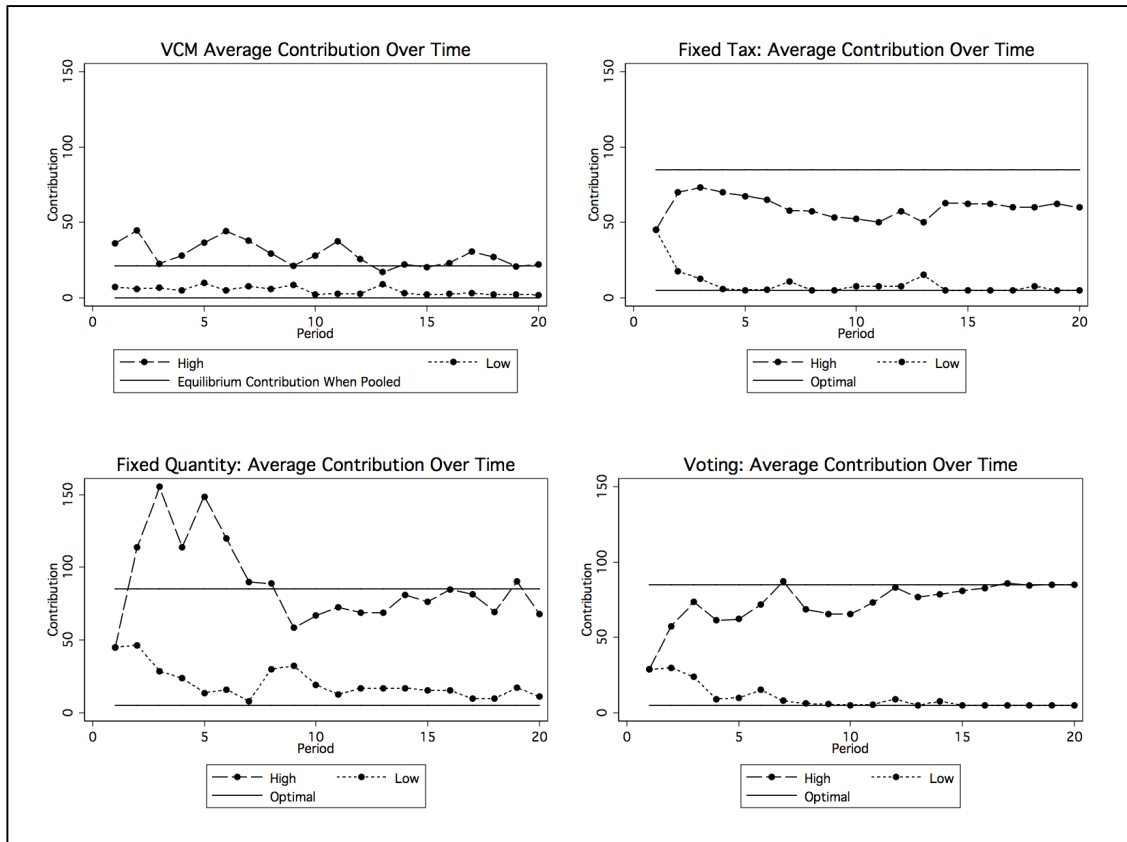 VCM Average Contribution Over Time
Contribution
150
100
50
0
0 5 10 15 20
Period
High Low
Equilibrium Contribution When Pooled
Fixed Tax: Average Contribution Over Time
Contribution
150
100
50
0
0 5 10 15 20
Period
High Low
Optimal
Fixed Quantity: Average Contribution Over Time
Contribution
150
100
50
0
0 5 10 15 20
Period
High Low
Optimal
Voting: Average Contribution Over Time
Contribution
150
100
50
0
0 5 10 15 20
Period
High Low
Optimal